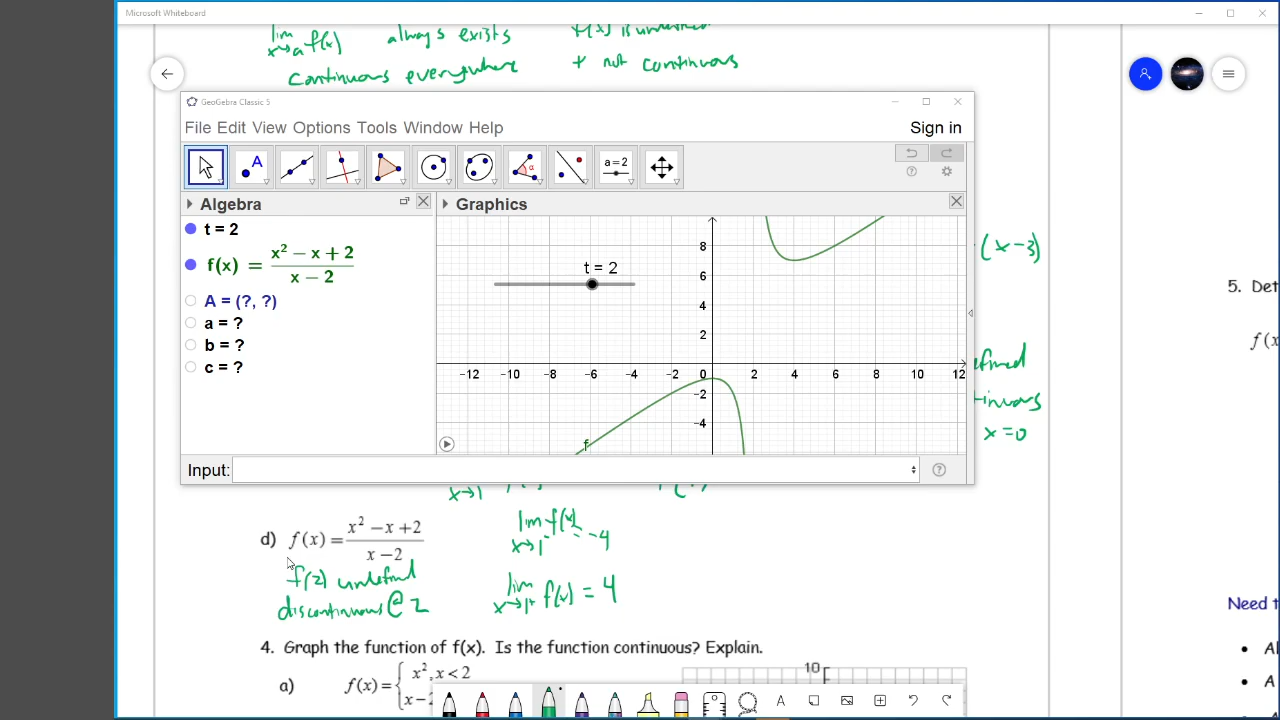 Microsoft Whiteboard
lim x→a f(x) always exists f(x) is
Continuous everywhere + not continuous
GeoGebra Classic 5
File Edit View Options Tools Window Help
Sign in
A
α
a=2
Algebra
Graphics
t = 2
f(x) = x² − x + 2 / x − 2
A = (?, ?)
a = ?
b = ?
c = ?
t = 2
8
6
4
2
−12 −10 −8 −6 −4 −2 0 2 4 6 8 10 12
−2
−4
f
Input:
(x−3)
5. Det
f(x
x=0
x→1
d) f(x) = x² − x + 2 / x − 2
lim x→1⁻ f(x) = −4
f(2) undefined
discontinuous @ 2
lim x→1⁺ f(x) = 4
Need t
4. Graph the function of f(x). Is the function continuous? Explain.
a) f(x) = { x², x < 2
x−
10
• Al
• A
A